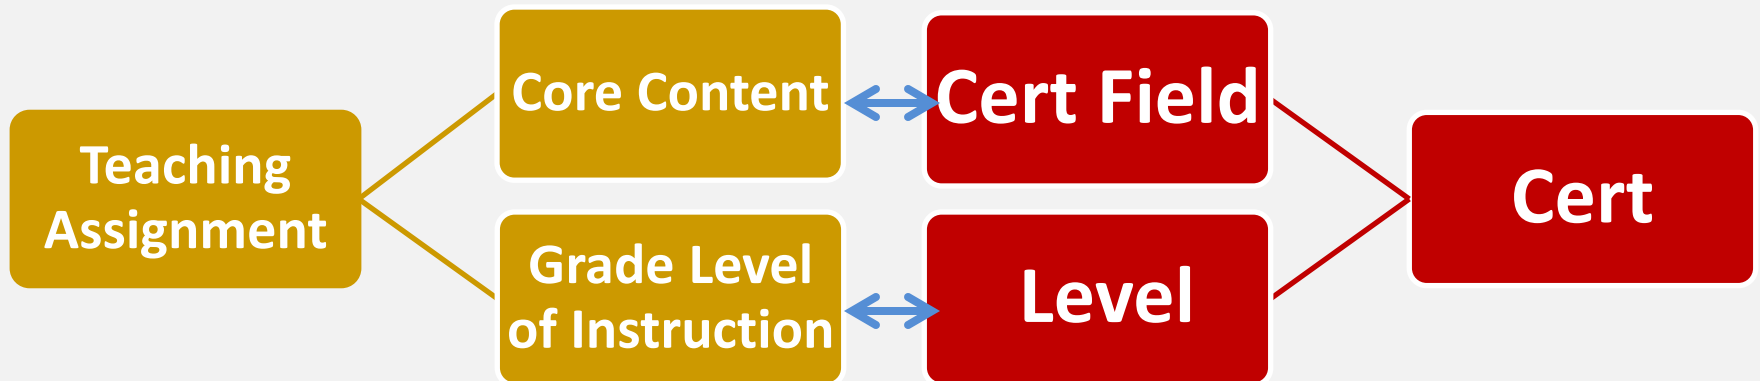 Teaching
Assignment
Core Content
Grade Level
of Instruction
Cert Field
Level
Cert